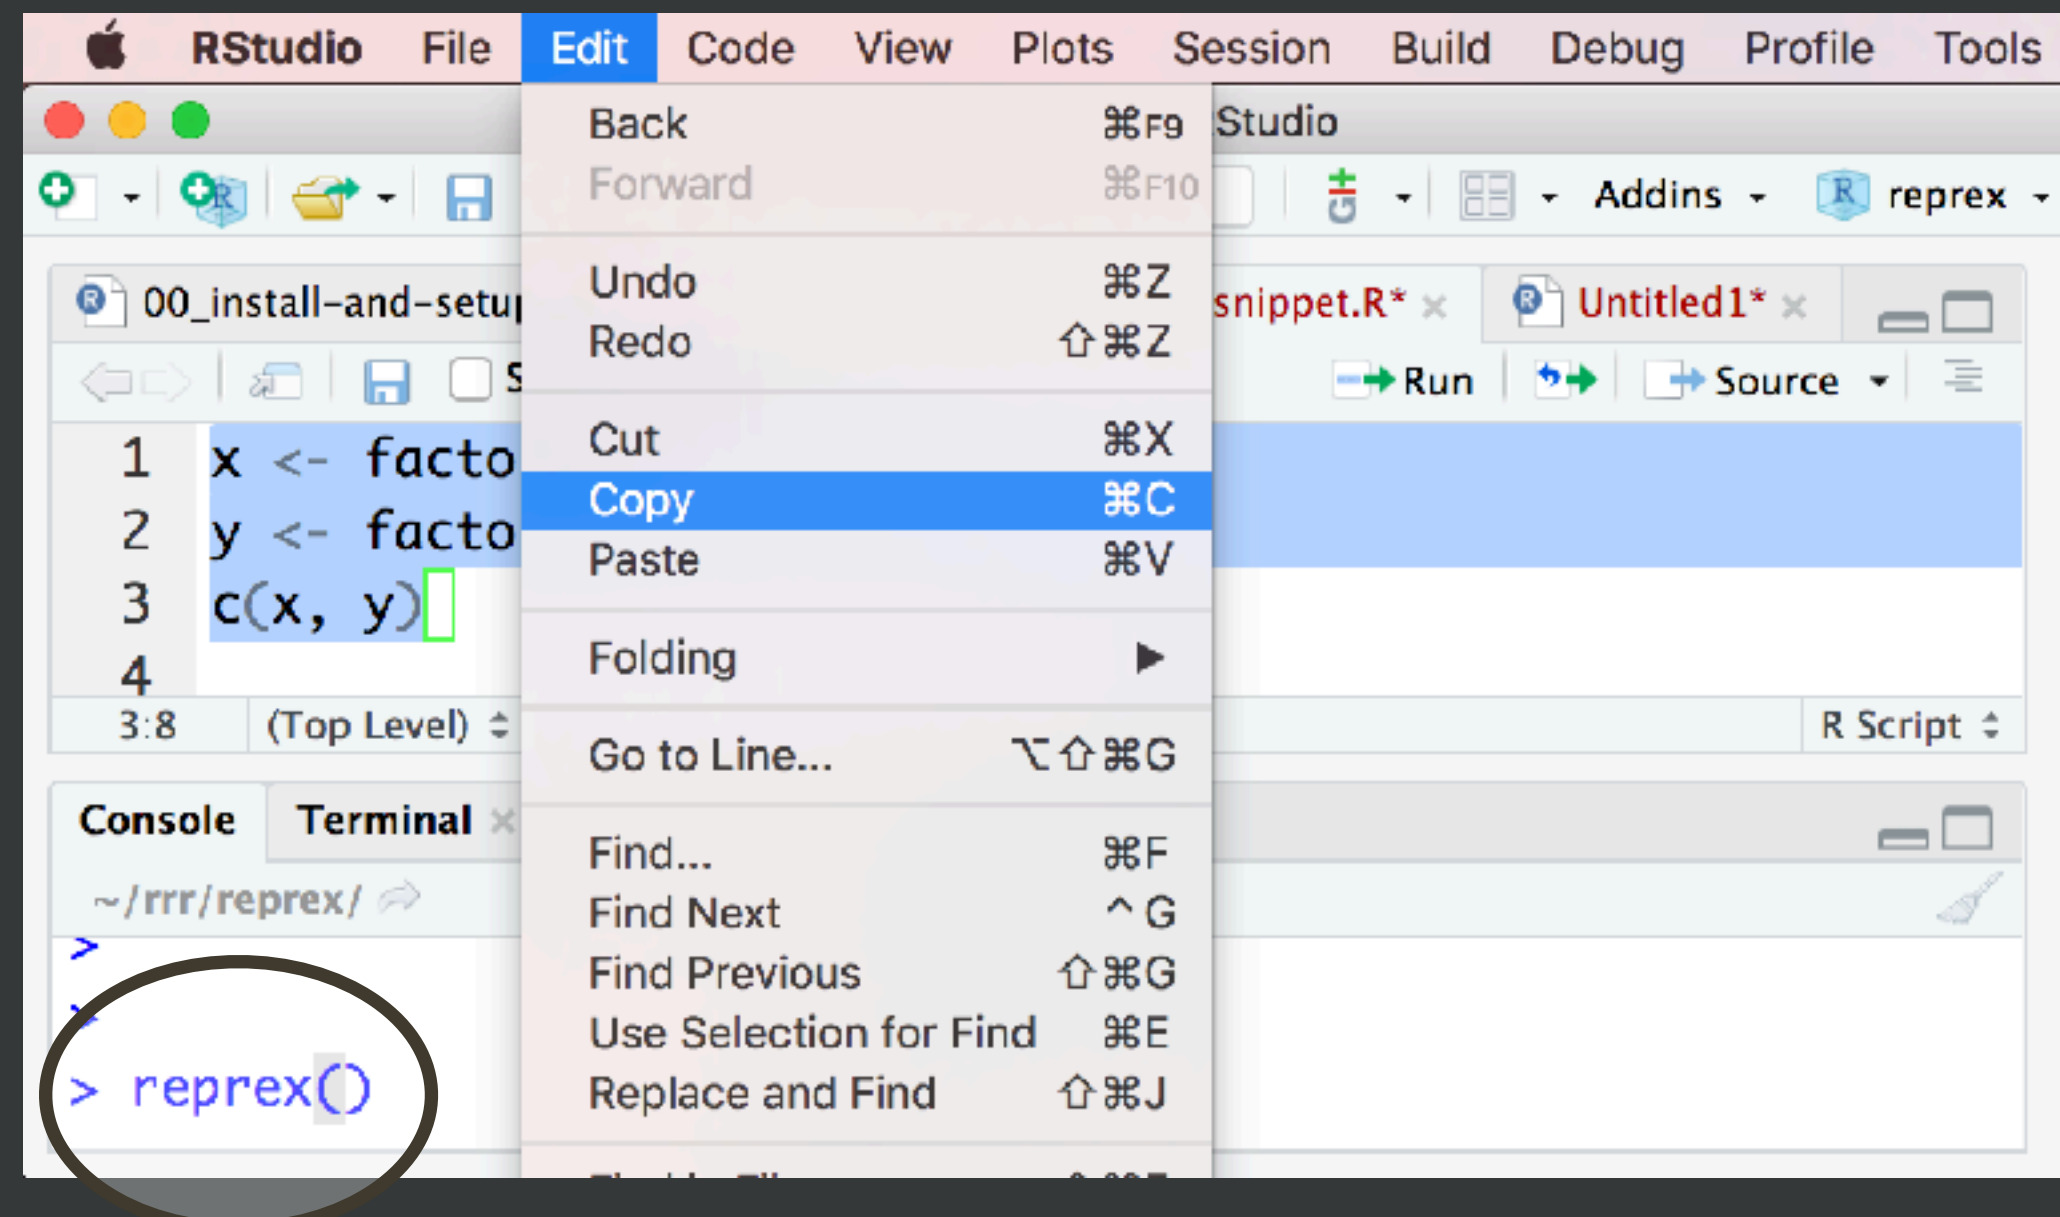 RStudio File Edit Code View Plots Session Build Debug Profile Tools
RStudio
Addins reprex
Back ⌘F9
Forward ⌘F10
Undo ⌘Z
Redo ⇧⌘Z
Cut ⌘X
Copy ⌘C
Paste ⌘V
Folding ▶
Go to Line... ⌥⇧⌘G
Find... ⌘F
Find Next ^G
Find Previous ⇧⌘G
Use Selection for Find ⌘E
Replace and Find ⇧⌘J
00_install-and-setup
snippet.R* Untitled1*
Run Source
1 x <- facto
2 y <- facto
3 c(x, y)
4
3:8 (Top Level) R Script
Console Terminal
~/rrr/reprex/
>
>
> reprex()